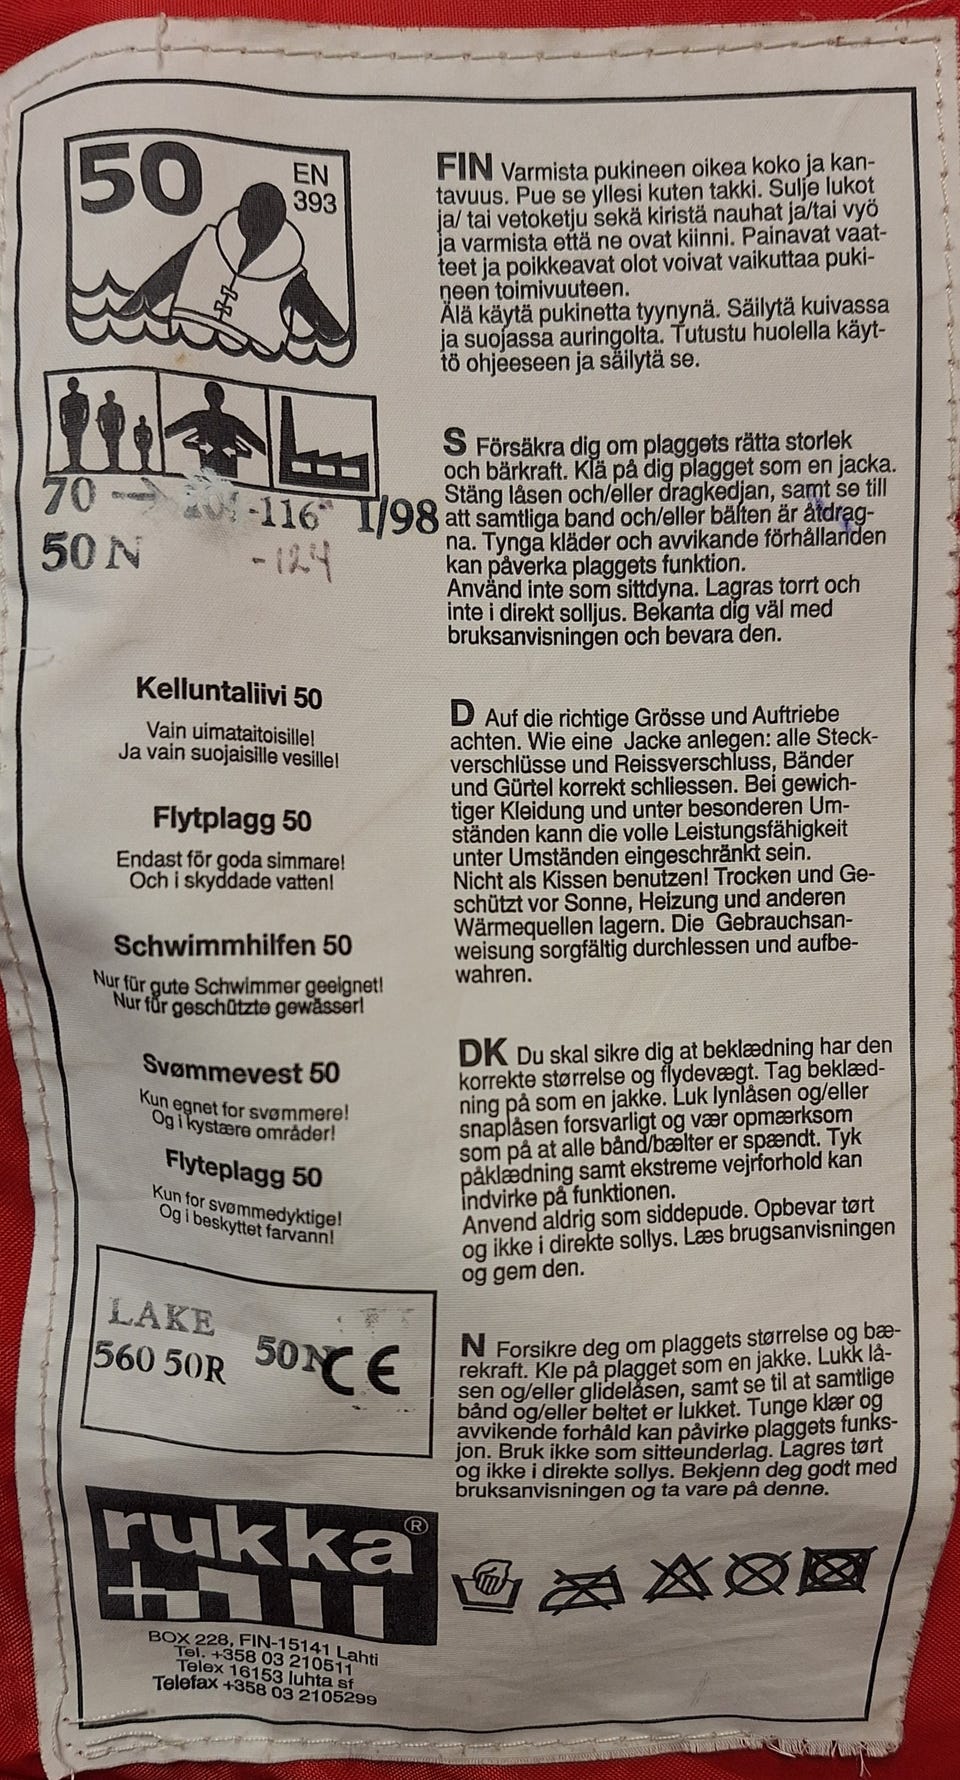 50
EN
393
70 → -116 1/98
50 N
-124
Kelluntaliivi 50
Vain uimataitoisille!
Ja vain suojaisille vesille!
Flytplagg 50
Endast för goda simmare!
Och i skyddade vatten!
Schwimmhilfen 50
Nur für gute Schwimmer geeignet!
Nur für geschützte gewässer!
Svømmevest 50
Kun egnet for svømmere!
Og i kystære områder!
Flyteplagg 50
Kun for svømmedyktige!
Og i beskyttet farvann!
LAKE
560 50R 50N CE
rukka®
BOX 228, FIN-15141 Lahti
Tel. +358 03 210511
Telex 16153 luhta sf
Telefax +358 03 2105299
FIN Varmista pukineen oikea koko ja kan-
tavuus. Pue se yllesi kuten takki. Sulje lukot
ja/ tai vetoketju sekä kiristä nauhat ja/tai vyö
ja varmista että ne ovat kiinni. Painavat vaat-
teet ja poikkeavat olot voivat vaikuttaa puki-
neen toimivuuteen.
Älä käytä pukinetta tyynynä. Säilytä kuivassa
ja suojassa auringolta. Tutustu huolella käyt-
tö ohjeeseen ja säilytä se.
S Försäkra dig om plaggets rätta storlek
och bärkraft. Klä på dig plagget som en jacka.
Stäng låsen och/eller dragkedjan, samt se till
att samtliga band och/eller bälten är åtdrag-
na. Tynga kläder och avvikande förhållanden
kan påverka plaggets funktion.
Använd inte som sittdyna. Lagras torrt och
inte i direkt solljus. Bekanta dig väl med
bruksanvisningen och bevara den.
D Auf die richtige Grösse und Auftriebe
achten. Wie eine Jacke anlegen: alle Steck-
verschlüsse und Reissverschluss, Bänder
und Gürtel korrekt schliessen. Bei gewich-
tiger Kleidung und unter besonderen Um-
ständen kann die volle Leistungsfähigkeit
unter Umständen eingeschränkt sein.
Nicht als Kissen benutzen! Trocken und Ge-
schützt vor Sonne, Heizung und anderen
Wärmequellen lagern. Die Gebrauchsan-
weisung sorgfältig durchlessen und aufbe-
wahren.
DK Du skal sikre dig at beklædning har den
korrekte størrelse og flydevægt. Tag beklæd-
ning på som en jakke. Luk lynlåsen og/eller
snaplåsen forsvarligt og vær opmærksom
som på at alle bånd/bælter er spændt. Tyk
påklædning samt ekstreme vejrforhold kan
indvirke på funktionen.
Anvend aldrig som siddepude. Opbevar tørt
og ikke i direkte sollys. Læs brugsanvisningen
og gem den.
N Forsikre deg om plaggets størrelse og bæ-
rekraft. Kle på plagget som en jakke. Lukk lå-
sen og/eller glidelåsen, samt se til at samtlige
bånd og/eller beltet er lukket. Tunge klær og
avvikende forhåld kan påvirke plaggets funks-
jon. Bruk ikke som sitteunderlag. Lagres tørt
og ikke i direkte sollys. Bekjenn deg godt med
bruksanvisningen og ta vare på denne.